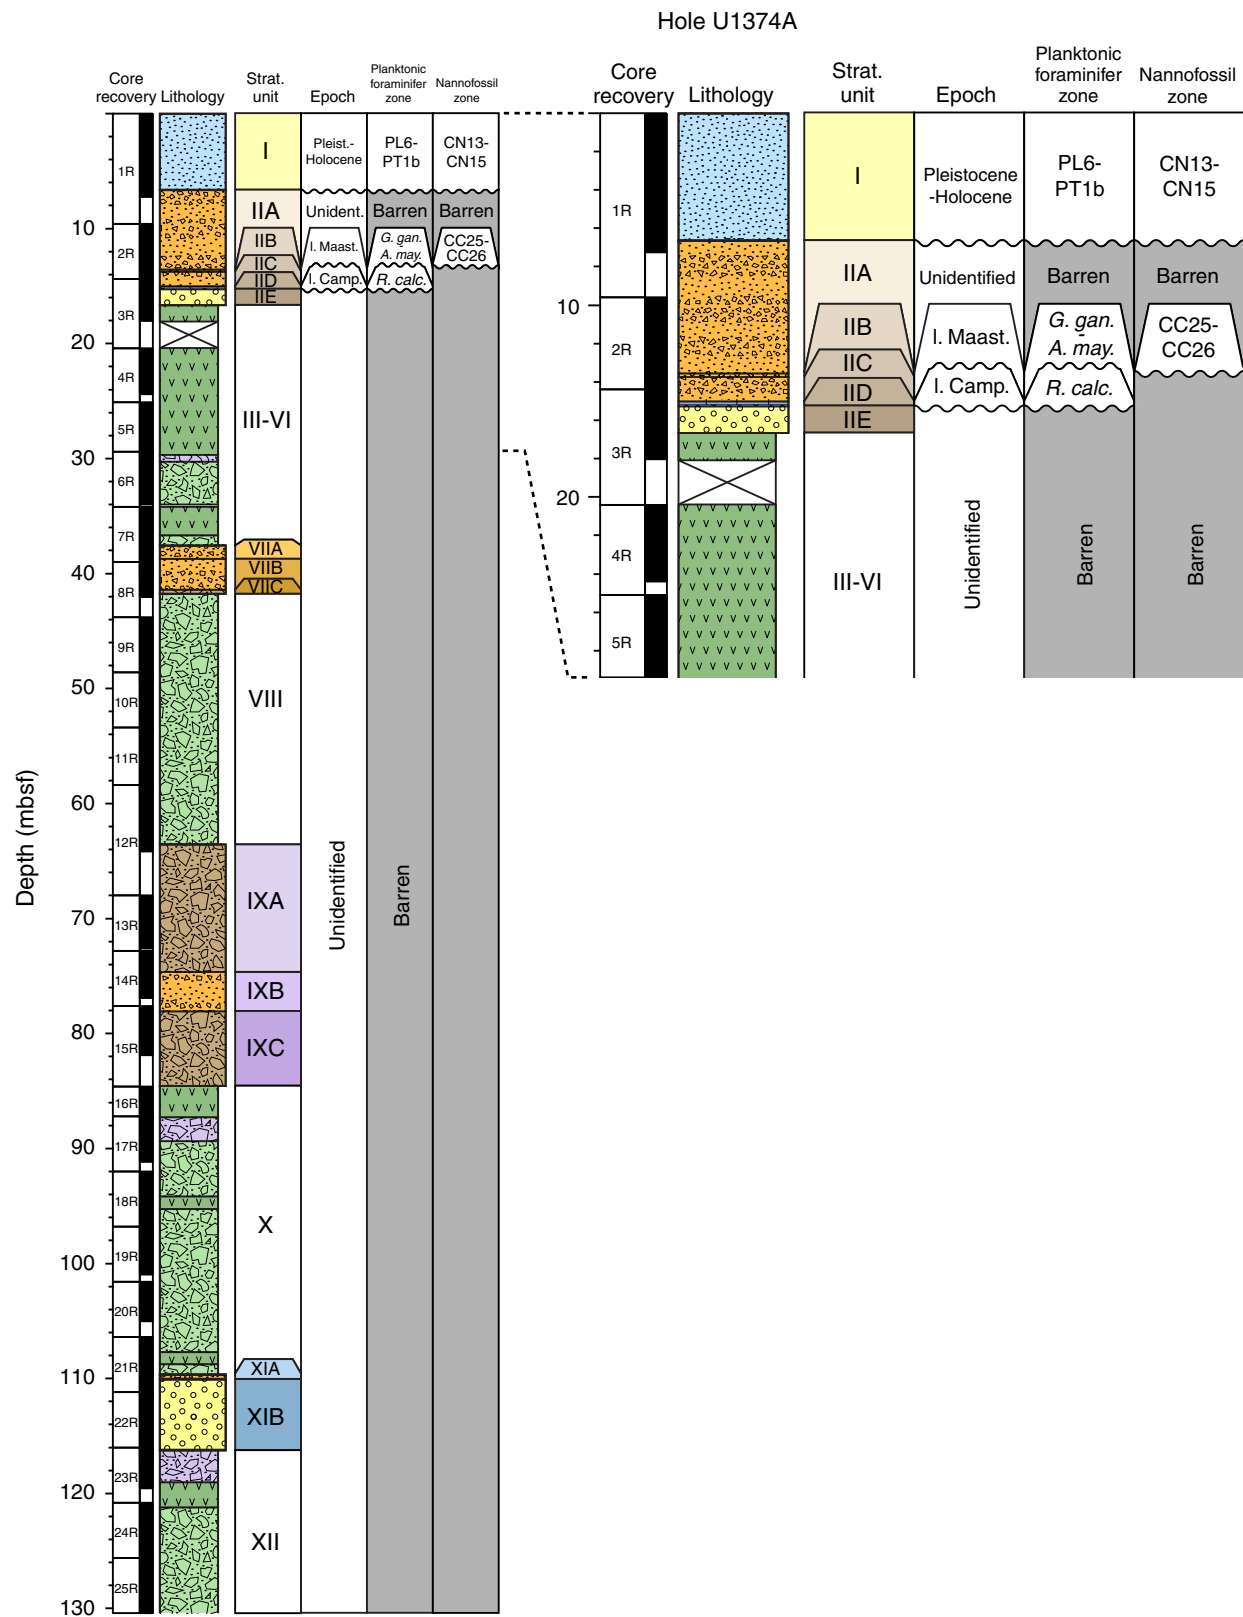 Hole U1374A
Core
recovery
Lithology
Strat.
unit
Epoch
Planktonic
foraminifer
zone
Nannofossil
zone
Depth (mbsf)
10
20
30
40
50
60
70
80
90
100
110
120
130
1R
2R
3R
4R
5R
6R
7R
8R
9R
10R
11R
12R
13R
14R
15R
16R
17R
18R
19R
20R
21R
22R
23R
24R
25R
I
IIA
IIB
IIC
IID
IIE
III-VI
VIIA
VIIB
VIIC
VIII
IXA
IXB
IXC
X
XIA
XIB
XII
Pleist.-
Holocene
Unident.
l. Maast.
l. Camp.
Unidentified
PL6-
PT1b
Barren
G. gan.
-
A. may.
R. calc.
Barren
CN13-
CN15
Barren
CC25-
CC26
Core
recovery
Lithology
Strat.
unit
Epoch
Planktonic
foraminifer
zone
Nannofossil
zone
10
20
1R
2R
3R
4R
5R
I
IIA
IIB
IIC
IID
IIE
III-VI
Pleistocene
-Holocene
Unidentified
l. Maast.
l. Camp.
Unidentified
PL6-
PT1b
Barren
G. gan.
-
A. may.
R. calc.
Barren
CN13-
CN15
Barren
CC25-
CC26
Barren